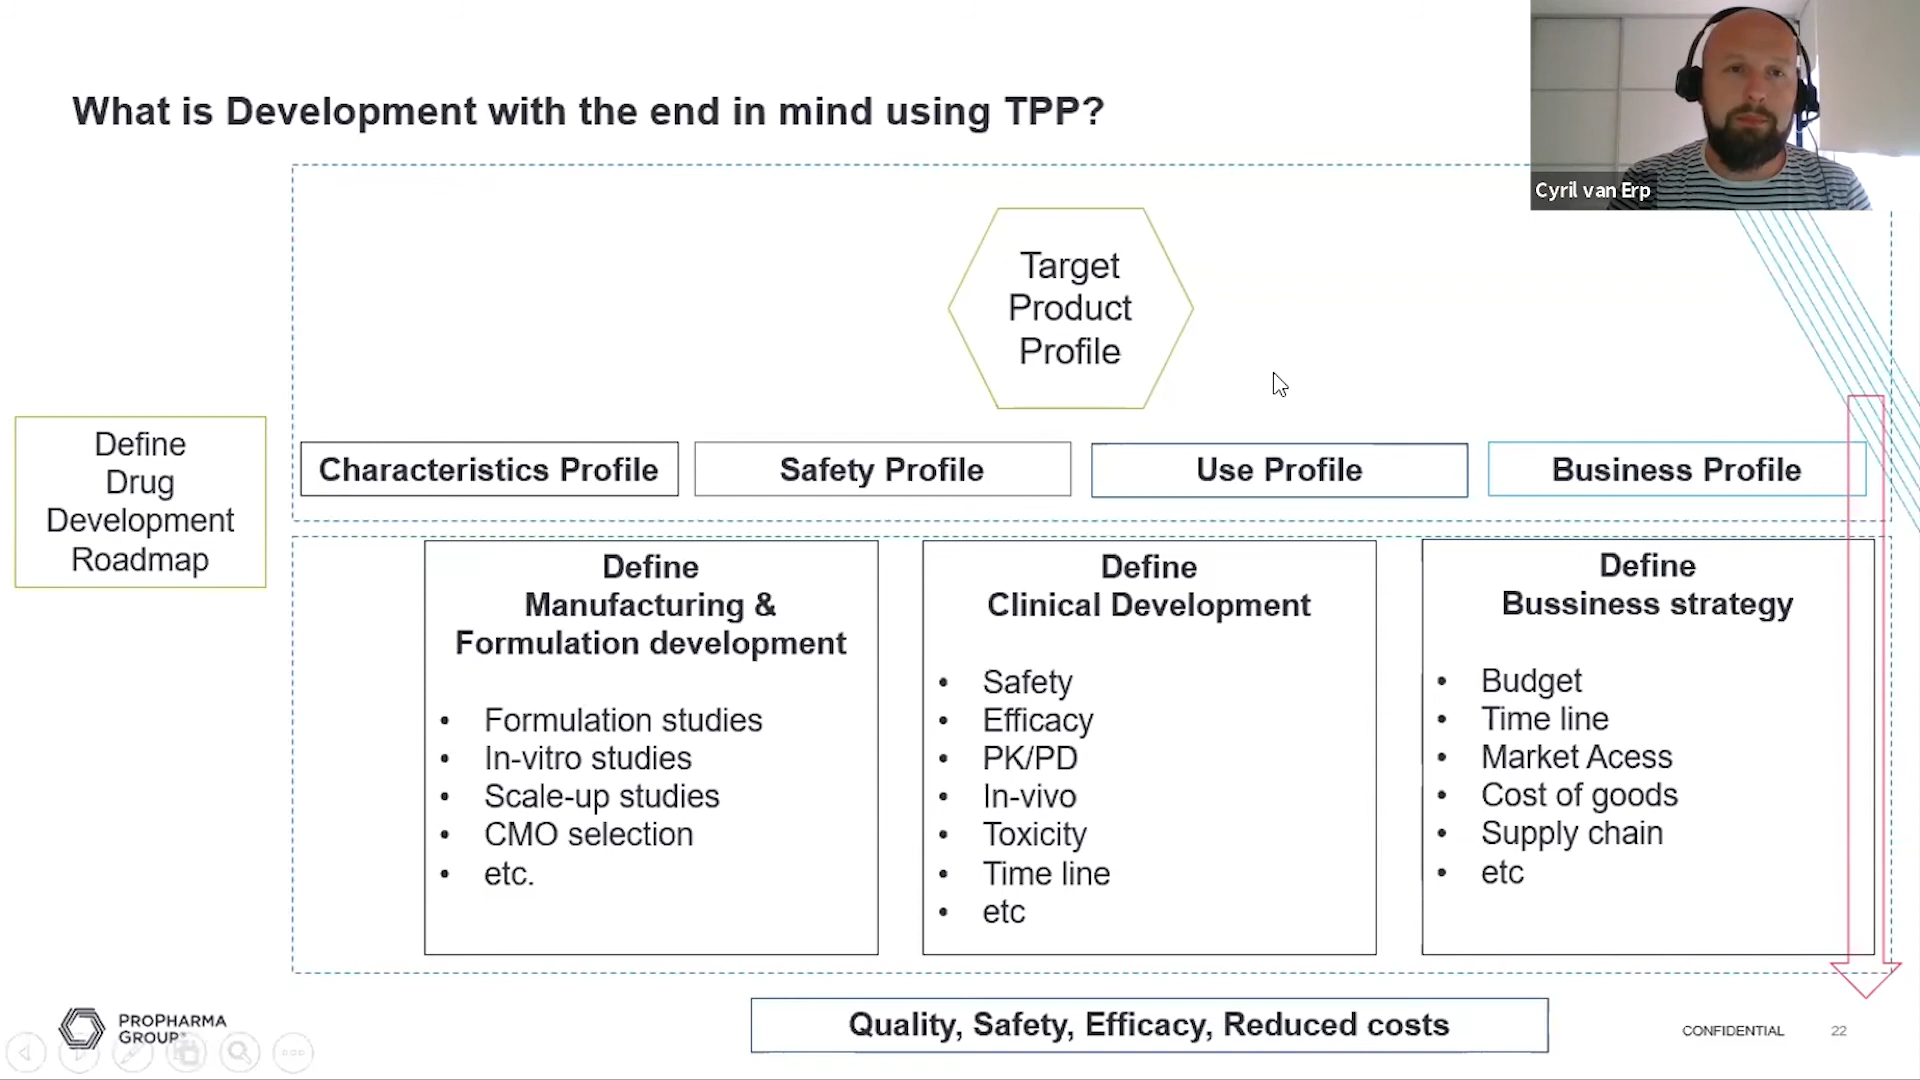 What is Development with the end in mind using TPP?
Cyril van Erp
Target
Product
Profile
Define
Drug
Development
Roadmap
Characteristics Profile
Safety Profile
Use Profile
Business Profile
Define
Manufacturing &
Formulation development
• Formulation studies
• In-vitro studies
• Scale-up studies
• CMO selection
• etc.
Define
Clinical Development
• Safety
• Efficacy
• PK/PD
• In-vivo
• Toxicity
• Time line
• etc
Define
Bussiness strategy
• Budget
• Time line
• Market Acess
• Cost of goods
• Supply chain
• etc
Quality, Safety, Efficacy, Reduced costs
PROPHARMA
GROUP
CONFIDENTIAL
22